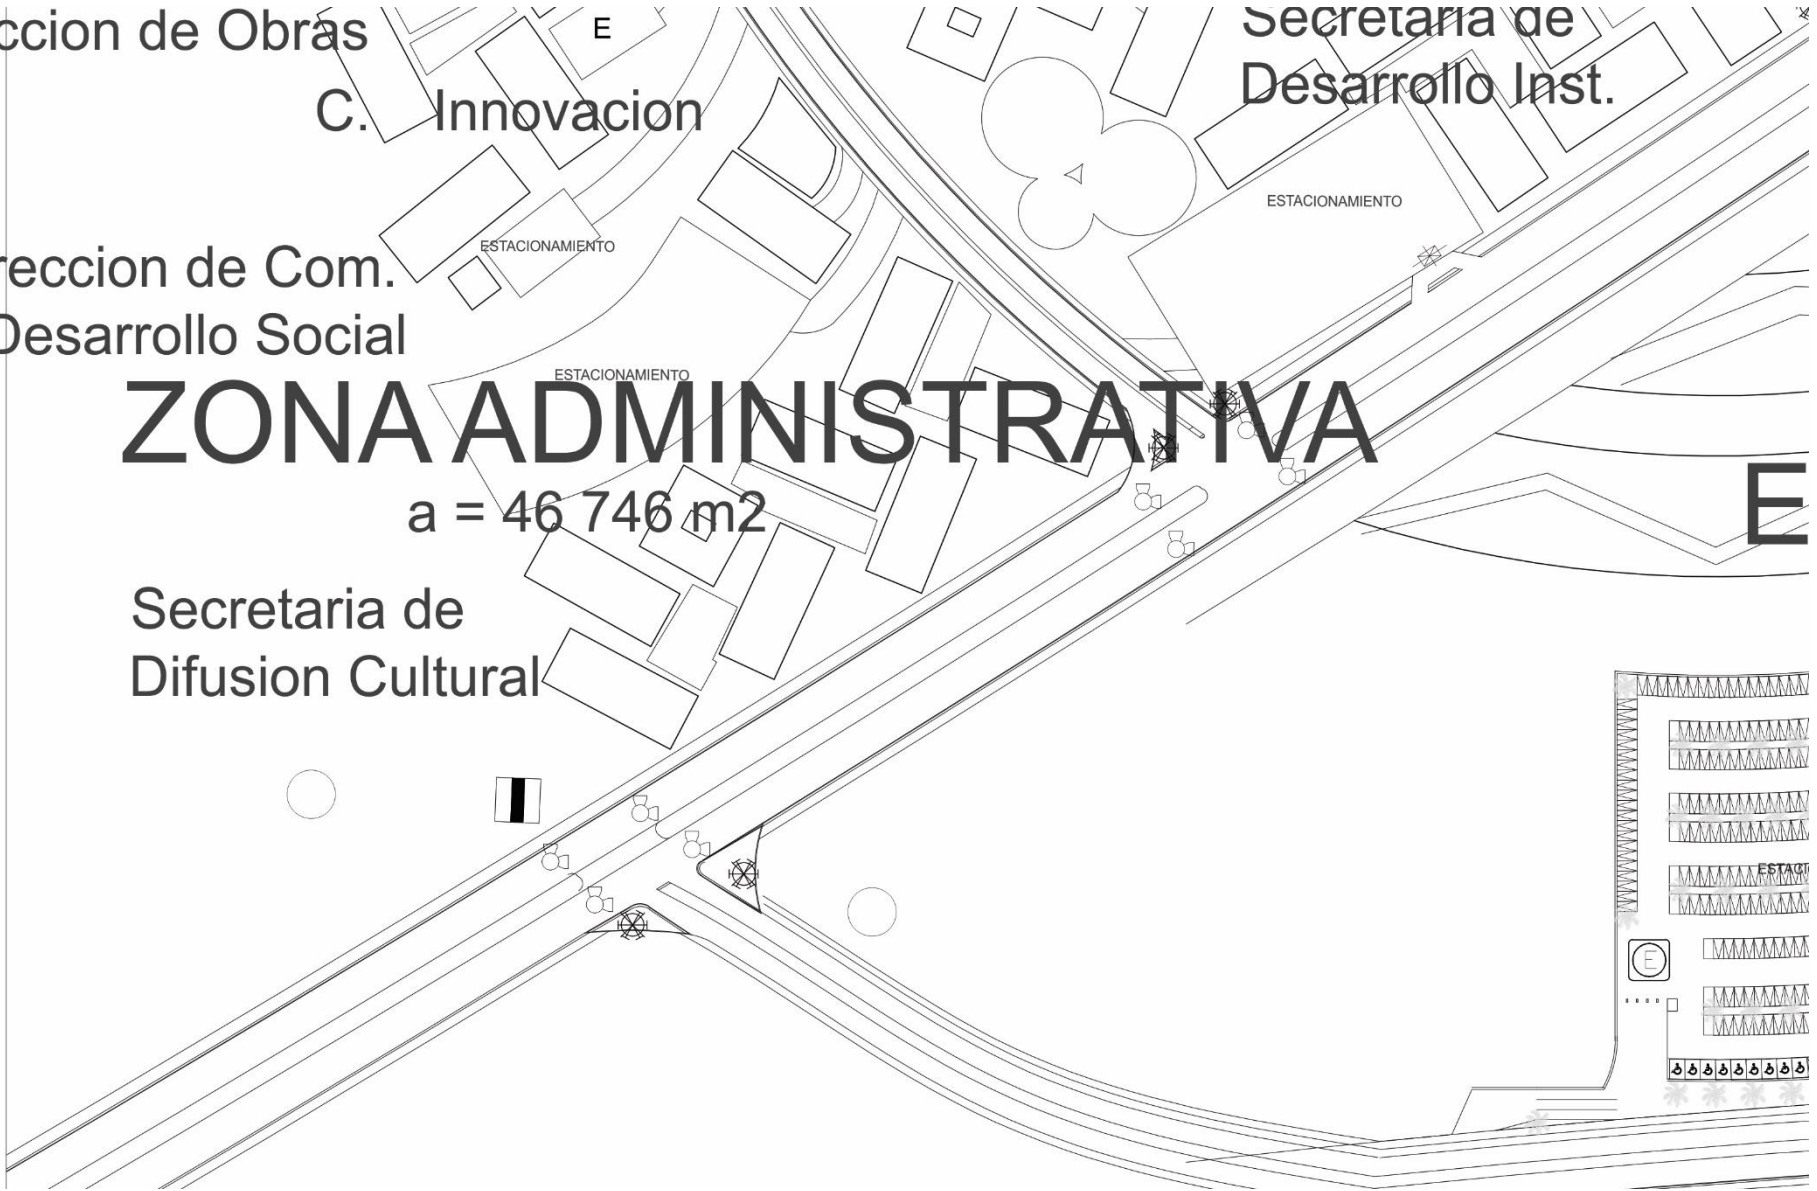 ccion de Obras
E
Secretaria de
Desarrollo Inst.
C. Innovacion
ESTACIONAMIENTO
ESTACIONAMIENTO
reccion de Com.
Desarrollo Social
ESTACIONAMIENTO
ZONA ADMINISTRATIVA
a = 46 746 m2
E
Secretaria de
Difusion Cultural
ESTACI
E